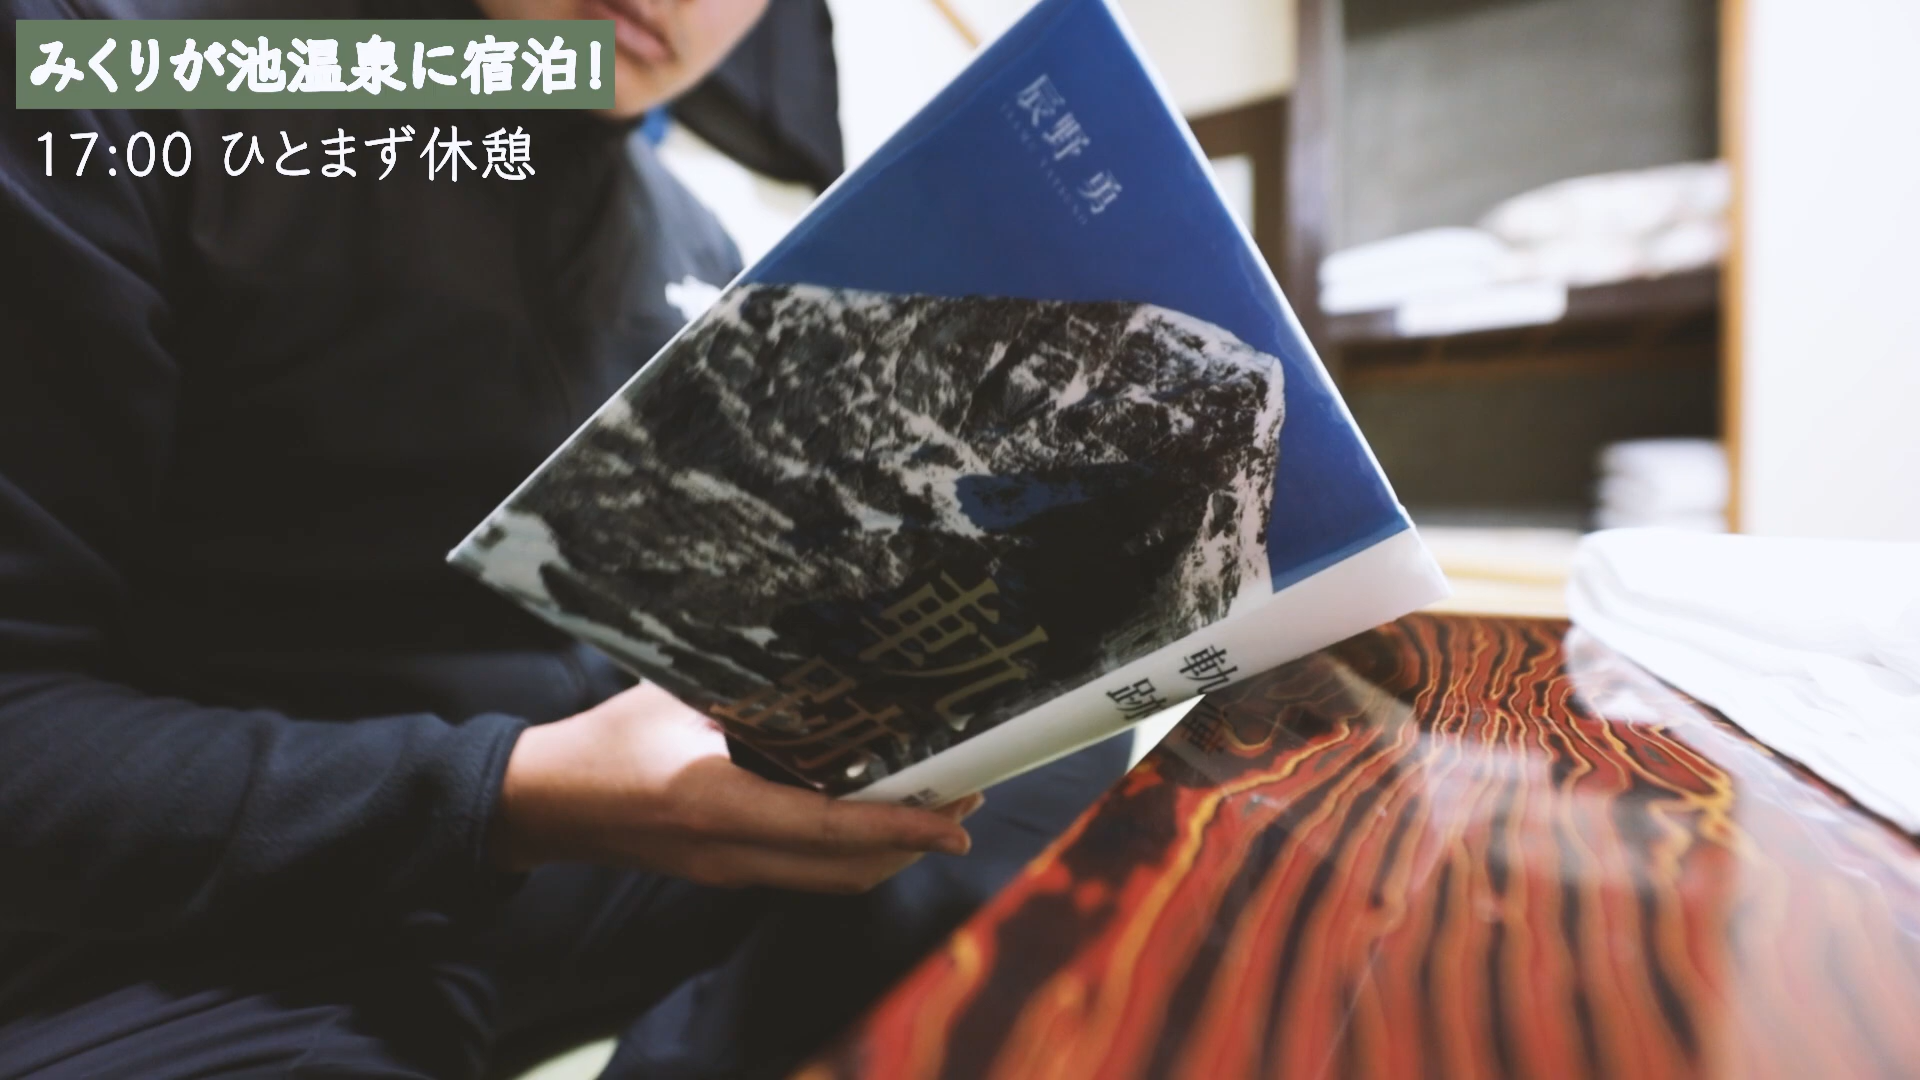 みくりが池温泉に宿泊!
17:00 ひとまず休憩
辰野 勇
軌跡
軌跡